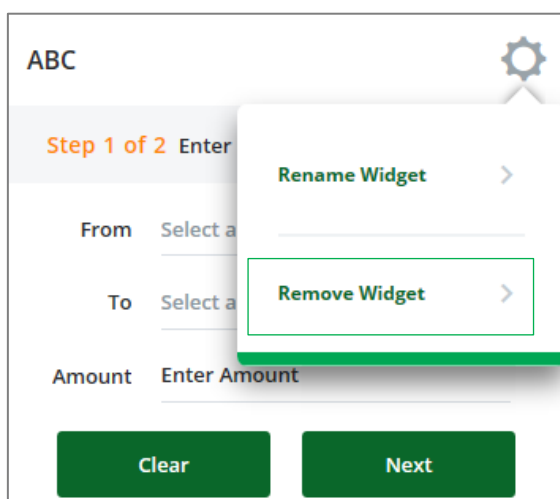 ABC
Step 1 of 2 Enter
Rename Widget
From Select a
Remove Widget
To Select a
Amount Enter Amount
Clear Next